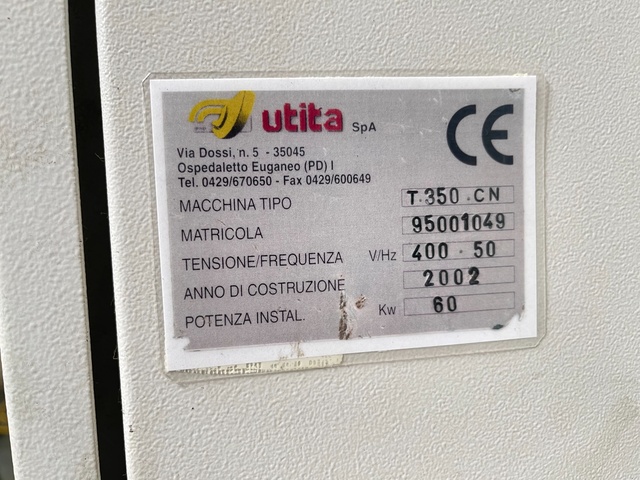 utita SpA CE
Via Dossi, n. 5 - 35045
Ospedaletto Euganeo (PD) I
Tel. 0429/670650 - Fax 0429/600649
MACCHINA TIPO T.350.CN
MATRICOLA 95001049
TENSIONE/FREQUENZA V/Hz 400 · 50
ANNO DI COSTRUZIONE 2002
POTENZA INSTAL. Kw 60